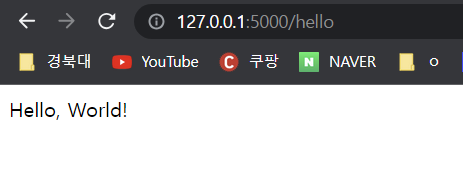 127.0.0.1:5000/hello
경북대 YouTube C 쿠팡 N NAVER ㅇ
Hello, World!